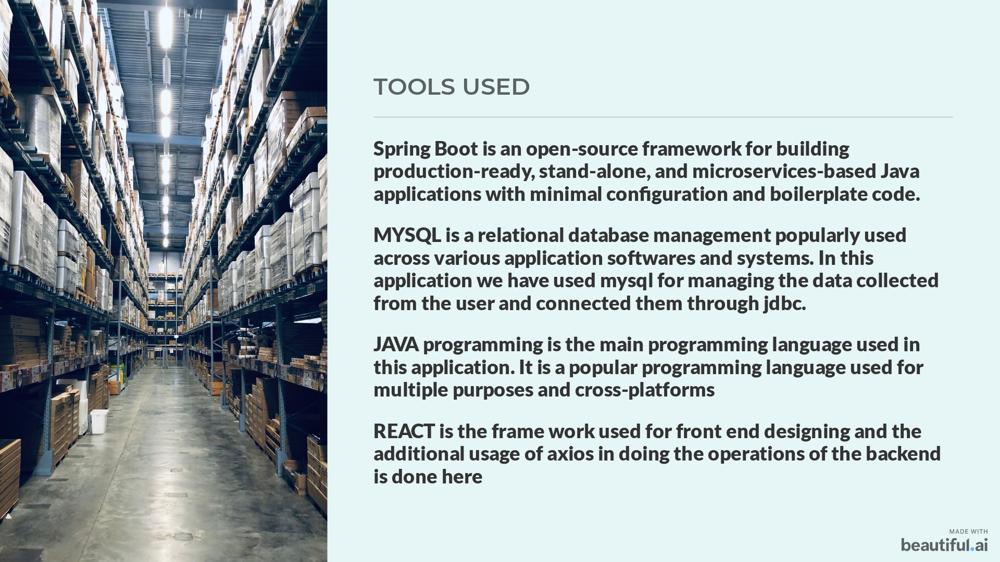 TOOLS USED
Spring Boot is an open-source framework for building
production-ready, stand-alone, and microservices-based Java
applications with minimal configuration and boilerplate code.
MYSQL is a relational database management popularly used
across various application softwares and systems. In this
application we have used mysql for managing the data collected
from the user and connected them through jdbc.
JAVA programming is the main programming language used in
this application. It is a popular programming language used for
multiple purposes and cross-platforms
REACT is the frame work used for front end designing and the
additional usage of axios in doing the operations of the backend
is done here
MADE WITH
beautiful.ai